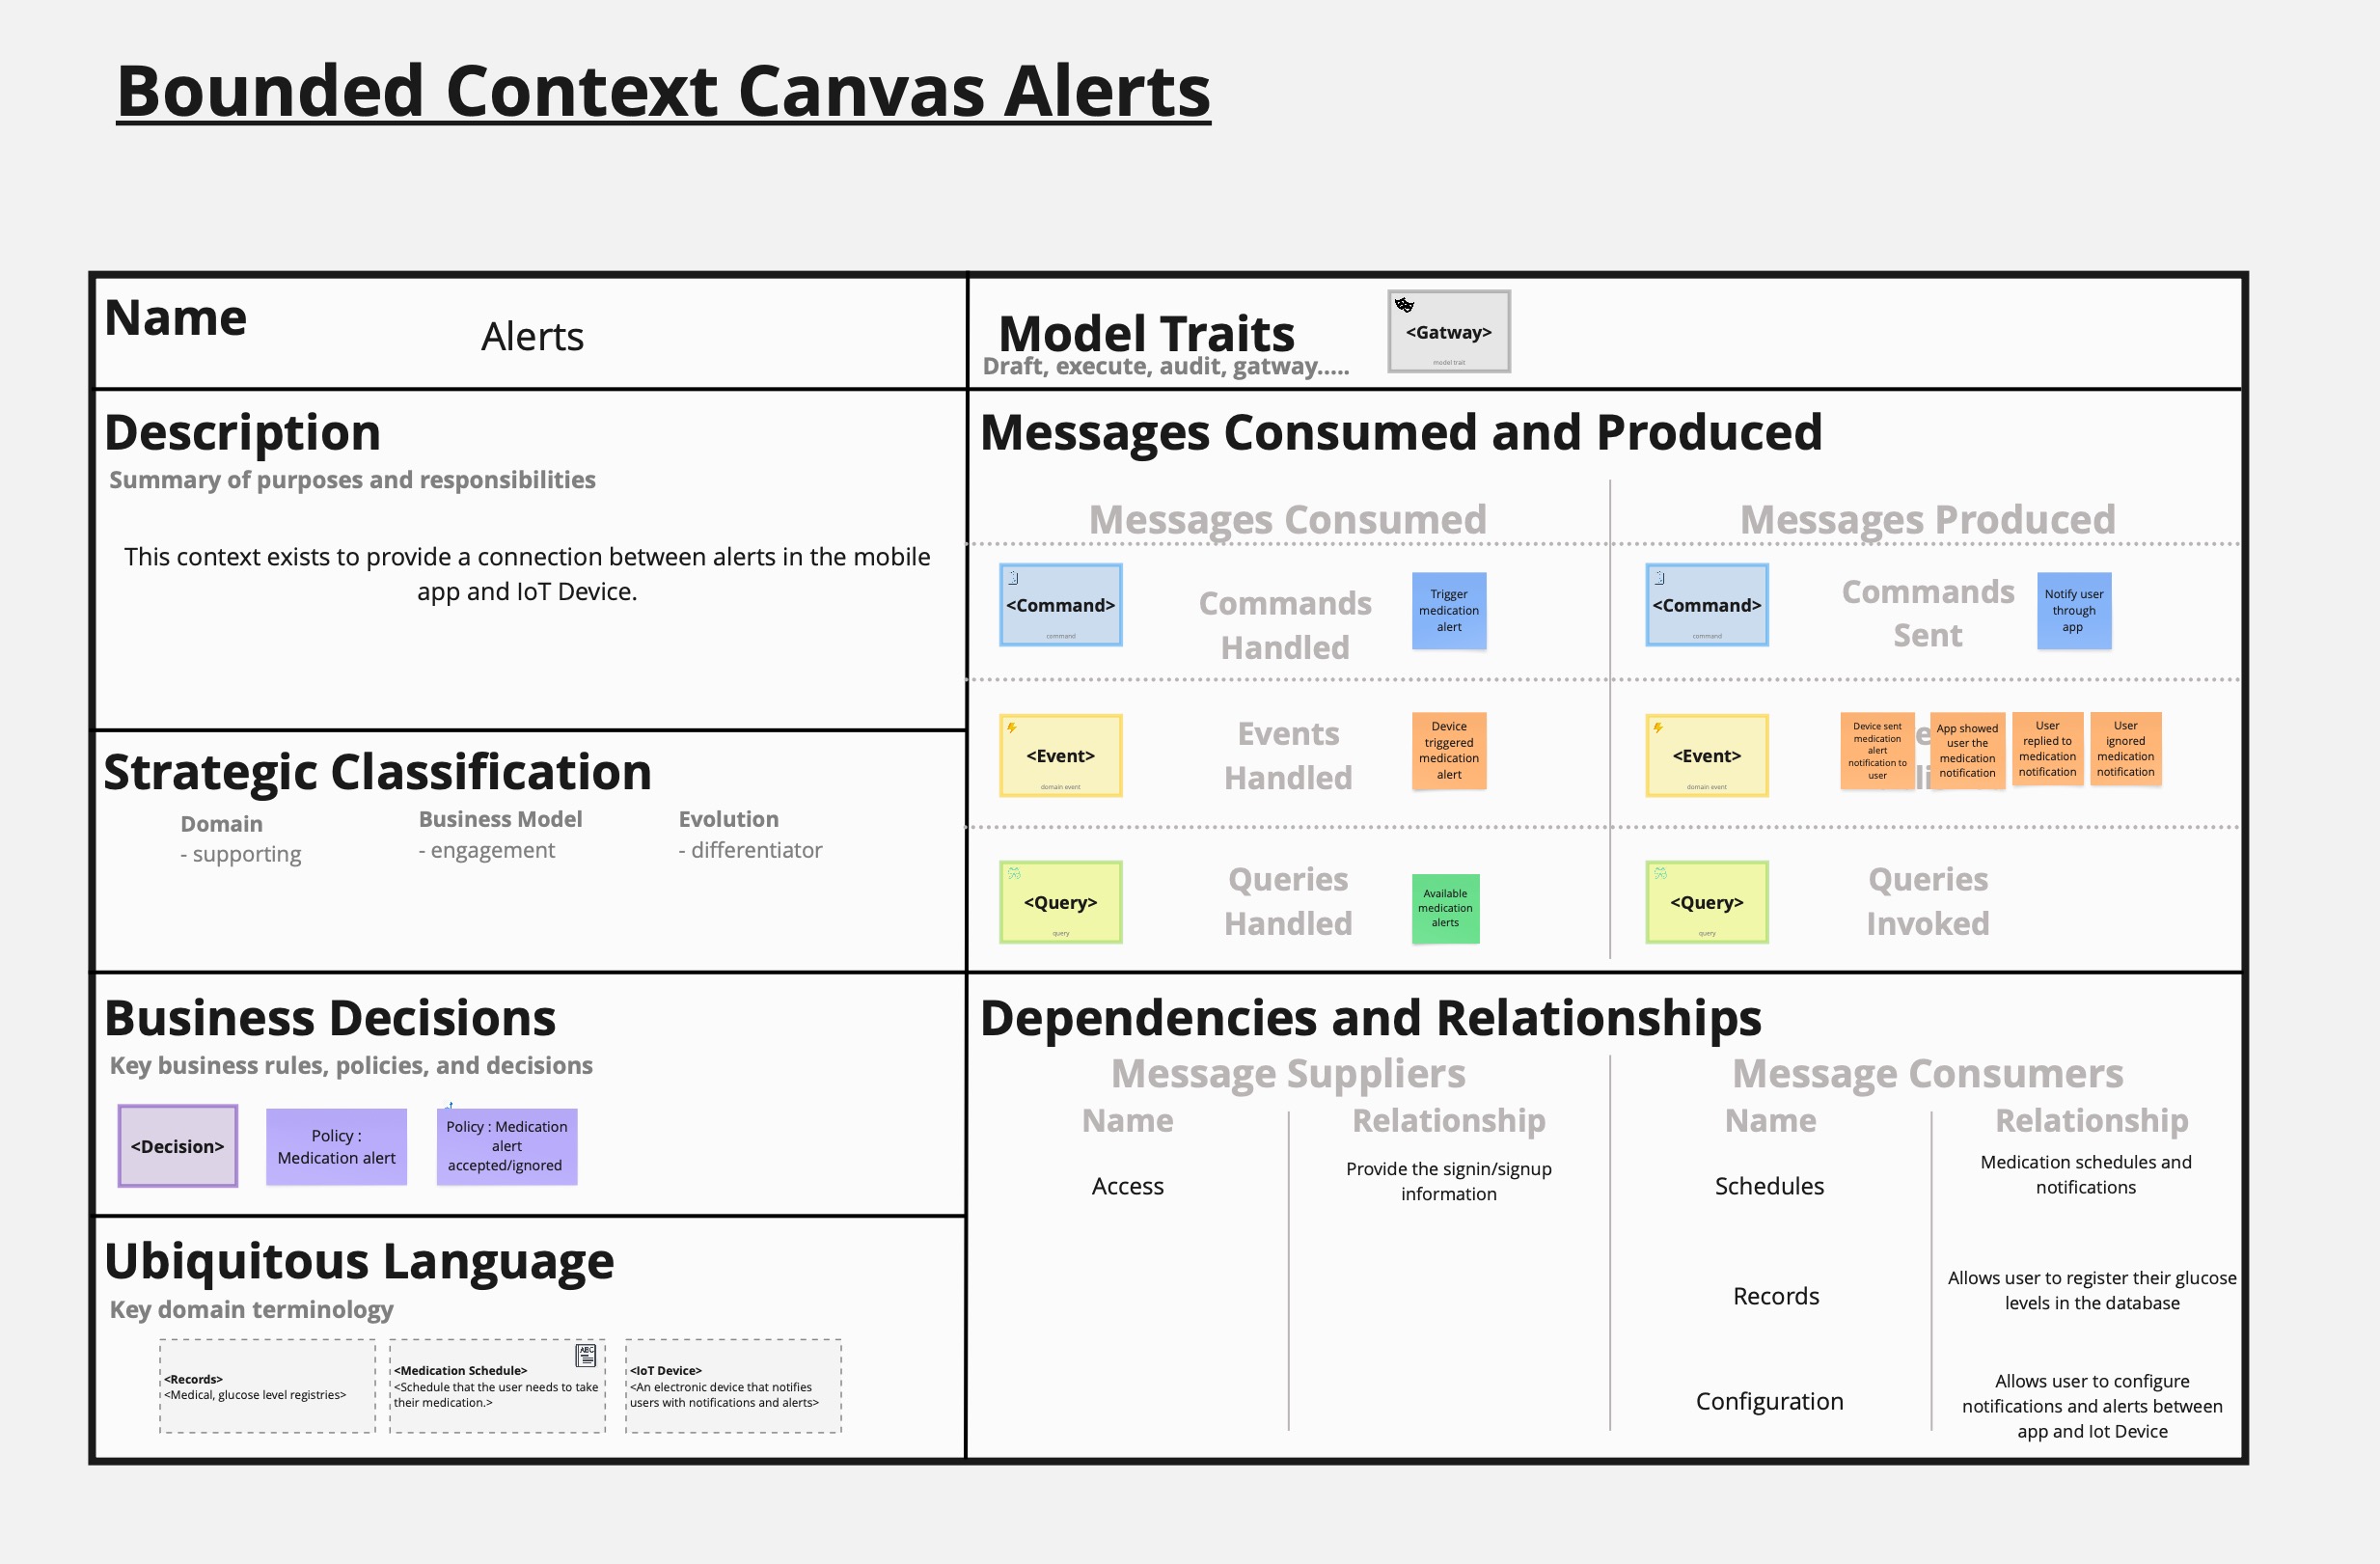 Bounded Context Canvas Alerts
Name
Alerts
Model Traits
Draft, execute, audit, gatway.....
<Gatway>
model trait
Description
Summary of purposes and responsibilities
This context exists to provide a connection between alerts in the mobile
app and IoT Device.
Strategic Classification
Domain
- supporting
Business Model
- engagement
Evolution
- differentiator
Messages Consumed and Produced
Messages Consumed
Messages Produced
<Command>
command
Commands
Handled
Trigger
medication
alert
<Command>
command
Commands
Sent
Notify user
through
app
<Event>
domain event
Events
Handled
Device
triggered
medication
alert
<Event>
domain event
Device sent
medication
alert
notification to
user
App showed
user the
medication
notification
User
replied to
medication
notification
User
ignored
medication
notification
<Query>
query
Queries
Handled
Available
medication
alerts
<Query>
query
Queries
Invoked
Business Decisions
Key business rules, policies, and decisions
<Decision>
Policy :
Medication alert
Policy : Medication
alert
accepted/ignored
Ubiquitous Language
Key domain terminology
<Records>
<Medical, glucose level registries>
ABC
<Medication Schedule>
<Schedule that the user needs to take
their medication.>
<IoT Device>
<An electronic device that notifies
users with notifications and alerts>
Dependencies and Relationships
Message Suppliers
Name
Relationship
Access
Provide the signin/signup
information
Message Consumers
Name
Relationship
Schedules
Medication schedules and
notifications
Records
Allows user to register their glucose
levels in the database
Configuration
Allows user to configure
notifications and alerts between
app and Iot Device